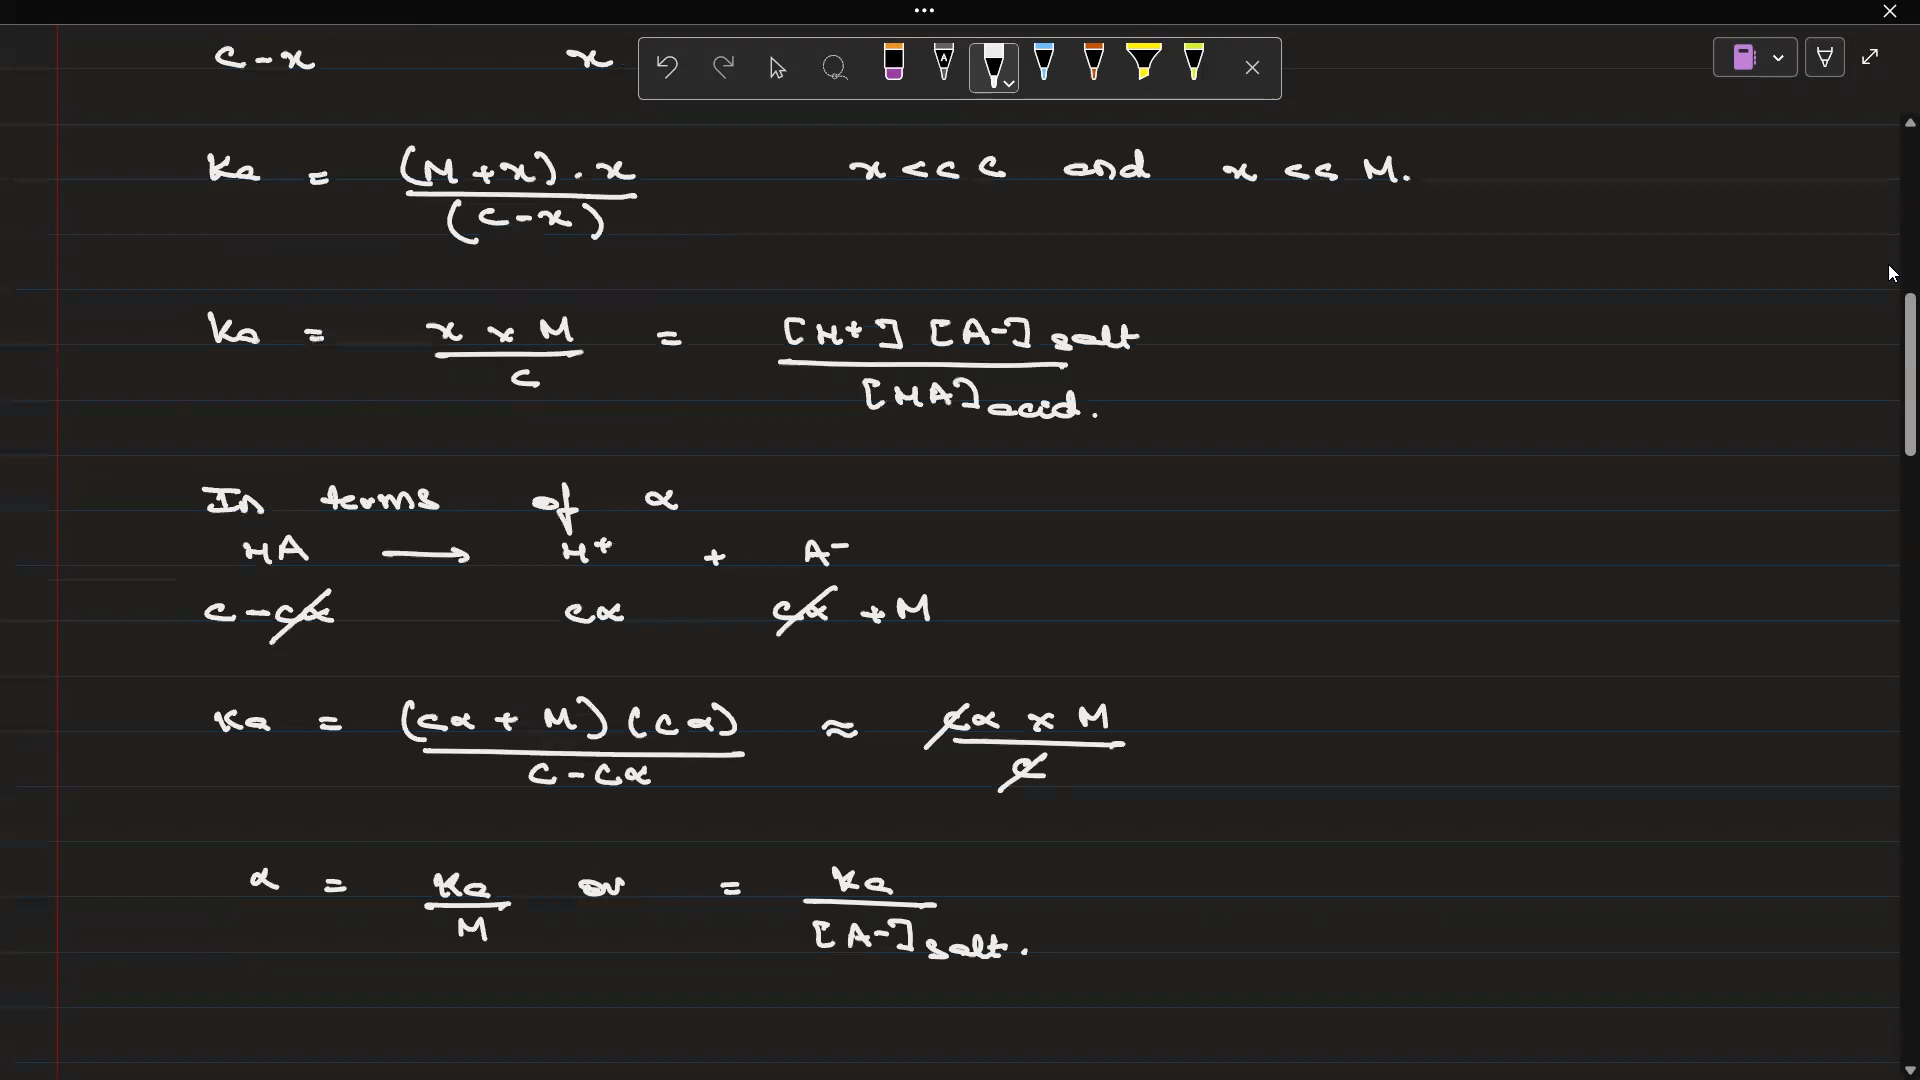 C - x x
Ka = (M + x) . x / (C - x) x << C and x << M.
Ka = x x M / C = [H+] [A-] salt / [HA] acid.
In terms of α
HA ⟶ H+ + A−
C - Cα Cα Cα + M
Ka = (Cα + M) (Cα) / C - Cα ≈ Cα x M / C
α = Ka / M or = Ka / [A-] salt.